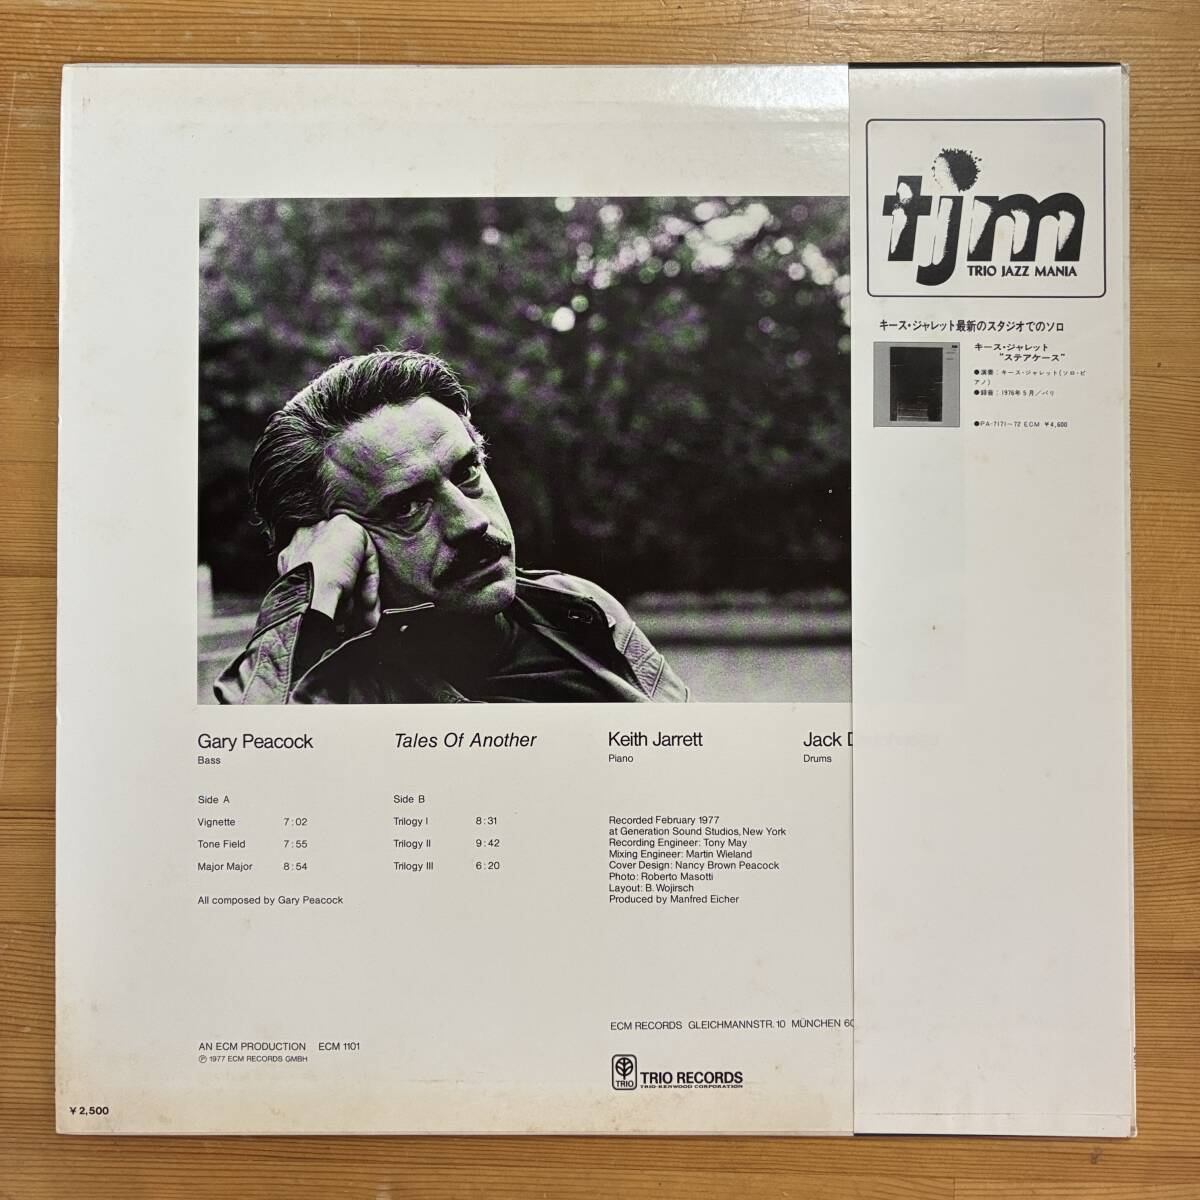 tjm
TRIO JAZZ MANIA
キース・ジャレット最新のスタジオでのソロ
キース・ジャレット
“ステアケース”
●演奏：キース・ジャレット(ソロ・ピ
アノ)
●録音：1976年5月／パリ
●PA-7171~72 ECM ¥4,600
Gary Peacock
Bass
Tales Of Another
Keith Jarrett
Piano
Jack
Drums
Side A
Vignette 7:02
Tone Field 7:55
Major Major 8:54
All composed by Gary Peacock
Side B
Trilogy I 8:31
Trilogy II 9:42
Trilogy III 6:20
Recorded February 1977
at Generation Sound Studios, New York
Recording Engineer: Tony May
Mixing Engineer: Martin Wieland
Cover Design: Nancy Brown Peacock
Photo: Roberto Masotti
Layout: B. Wojirsch
Produced by Manfred Eicher
ECM RECORDS GLEICHMANNSTR. 10 MÜNCHEN 60
AN ECM PRODUCTION ECM 1101
℗ 1977 ECM RECORDS GMBH
TRIO
TRIO RECORDS
TRIO-KENWOOD CORPORATION
¥2,500